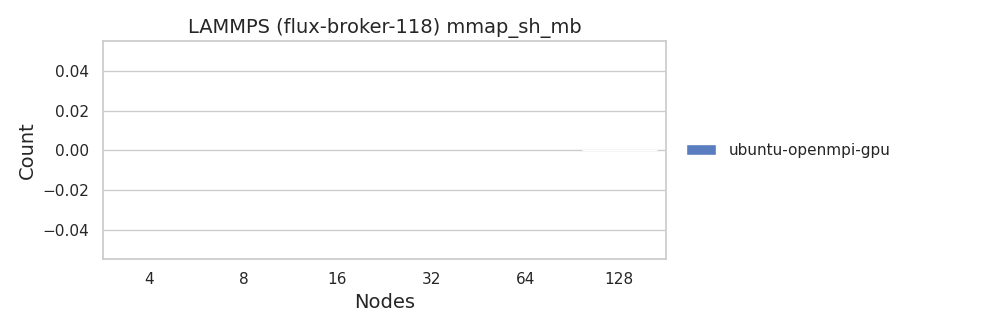 LAMMPS (flux-broker-118) mmap_sh_mb
0.04
0.02
0.00
−0.02
−0.04
Count
4 8 16 32 64 128
Nodes
ubuntu-openmpi-gpu